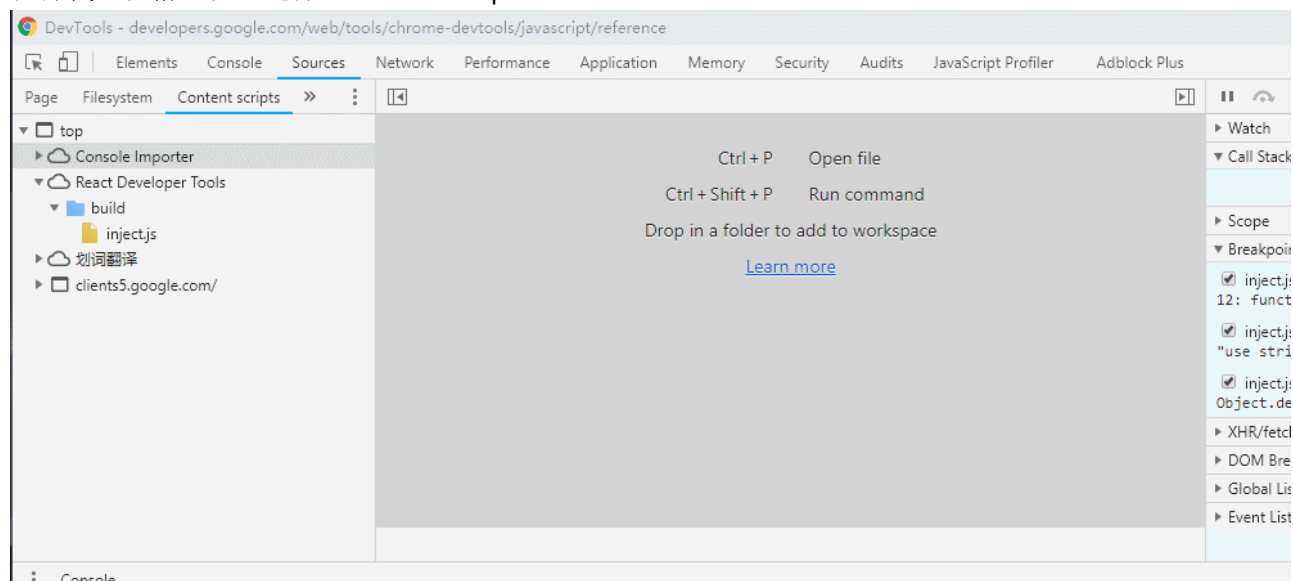 DevTools - developers.google.com/web/tools/chrome-devtools/javascript/reference
Elements Console Sources Network Performance Application Memory Security Audits JavaScript Profiler Adblock Plus
Page Filesystem Content scripts »
top
Console Importer
React Developer Tools
build
inject.js
划词翻译
clients5.google.com/
Ctrl + P Open file
Ctrl + Shift + P Run command
Drop in a folder to add to workspace
Learn more
Watch
Call Stack
Scope
Breakpoin
inject.js
12: funct
inject.js
"use stri
inject.js
Object.de
XHR/fetcl
DOM Bre
Global Lis
Event List
Console